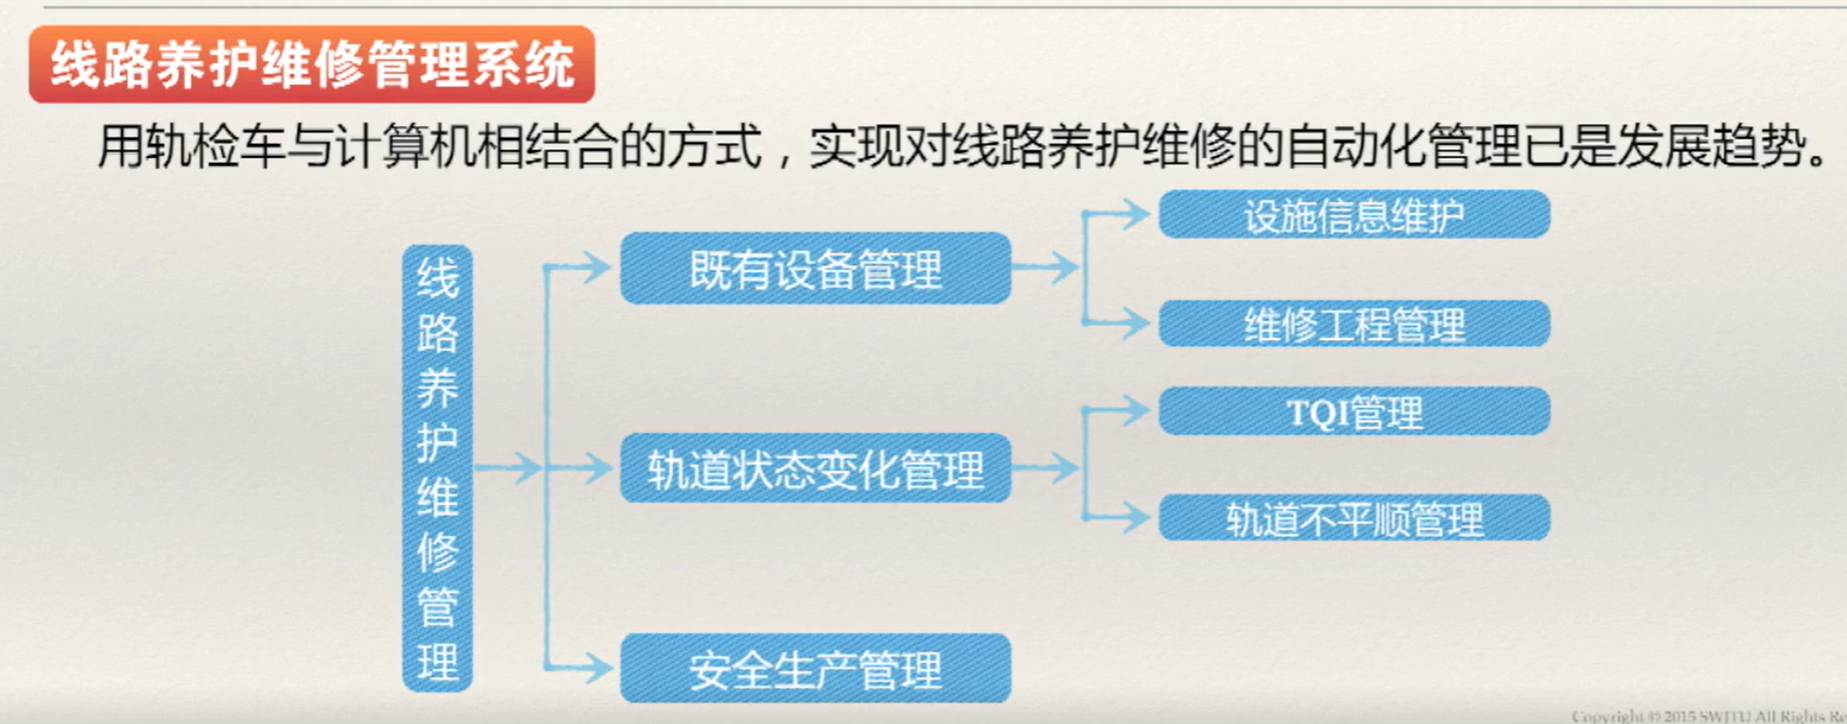 线路养护维修管理系统
用轨检车与计算机相结合的方式，实现对线路养护维修的自动化管理已是发展趋势。
线路养护维修管理
既有设备管理
设施信息维护
维修工程管理
轨道状态变化管理
TQI管理
轨道不平顺管理
安全生产管理
Copyright © 2015 SWJTU All Rights